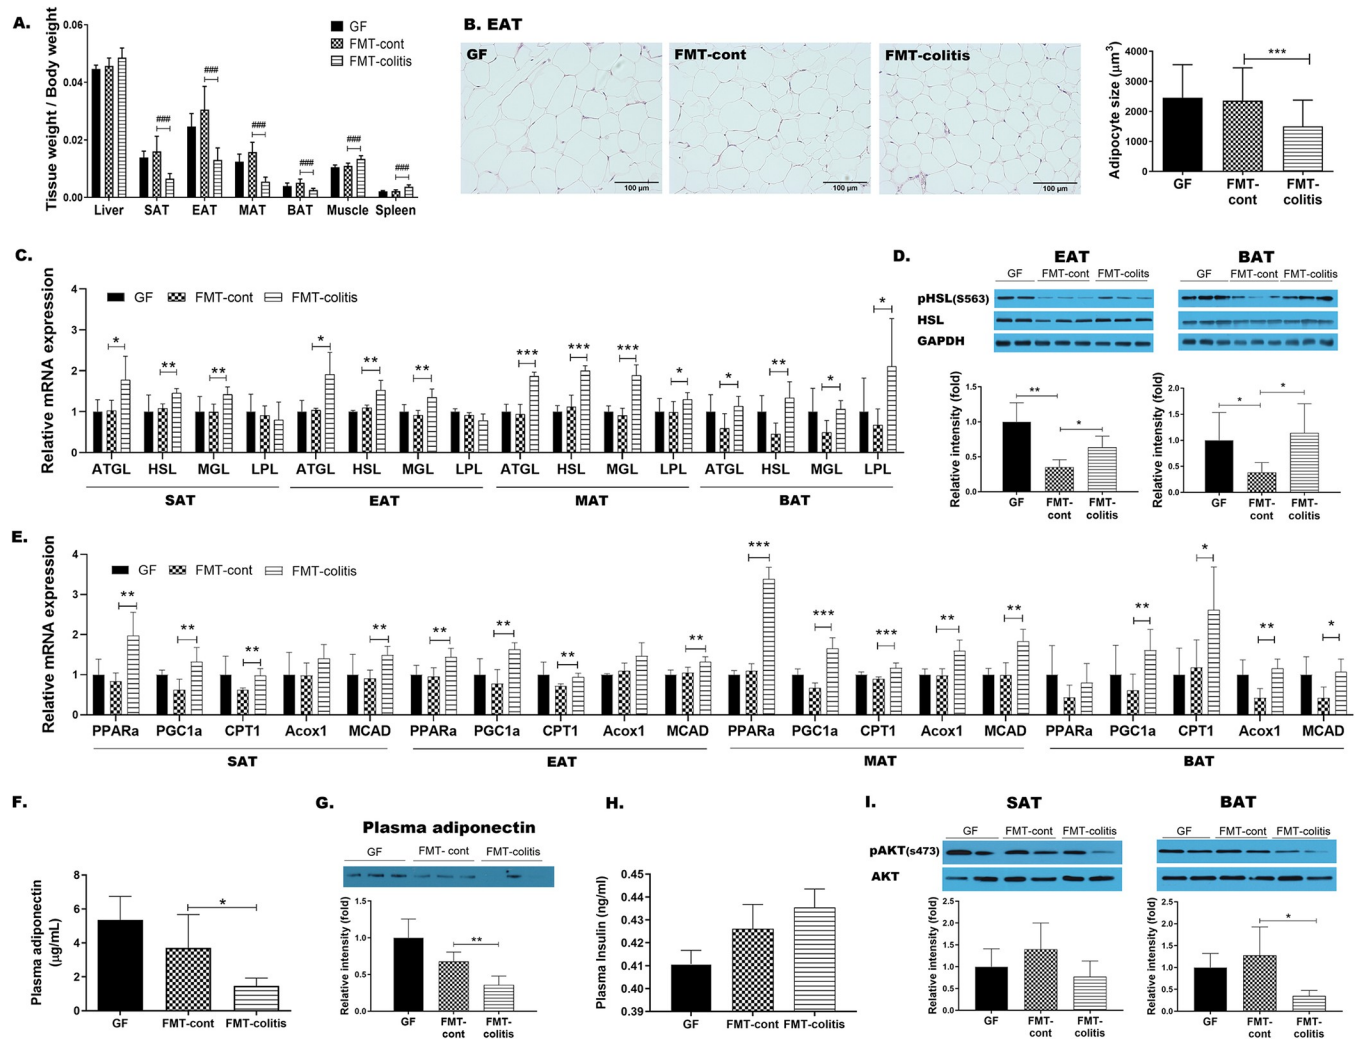 A.
Tissue weight / Body weight
0.06
0.04
0.02
0.00
GF
FMT-cont
FMT-colitis
###
###
###
###
###
###
Liver SAT EAT MAT BAT Muscle Spleen
B. EAT
GF
FMT-cont
FMT-colitis
100 μm
100 μm
100 μm
Adipocyte size (μm³)
4000
3000
2000
1000
0
***
GF
FMT-
cont
FMT-
colitis
C.
Relative mRNA expression
4
3
2
1
0
GF FMT-cont FMT-colitis
* ** ** * ** ** *** *** *** * * ** * *
ATGL HSL MGL LPL ATGL HSL MGL LPL ATGL HSL MGL LPL ATGL HSL MGL LPL
SAT EAT MAT BAT
D.
EAT
GF FMT-cont FMT-colitis
BAT
GF FMT-cont FMT-colitis
pHSL(S563)
HSL
GAPDH
Relative intensity (fold)
1.5
1.0
0.5
0.0
**
*
GF
FMT-
cont
FMT-
colitis
Relative intensity (fold)
2.0
1.5
1.0
0.5
0.0
*
*
GF
FMT-
cont
FMT-
colitis
E.
Relative mRNA expression
4
3
2
1
0
GF FMT-cont FMT-colitis
** ** ** ** ** ** ** ** *** *** *** ** ** ** * ** *
PPARa PGC1a CPT1 Acox1 MCAD PPARa PGC1a CPT1 Acox1 MCAD PPARa PGC1a CPT1 Acox1 MCAD PPARa PGC1a CPT1 Acox1 MCAD
SAT EAT MAT BAT
F.
Plasma adiponectin
(μg/mL)
8
6
4
2
0
*
GF FMT-cont FMT-colitis
G.
Plasma adiponectin
GF FMT- cont FMT-colitis
Relative intensity (fold)
1.5
1.0
0.5
0.0
**
GF
FMT-
cont
FMT-
colitis
H.
Plasma Insulin (ng/ml)
0.45
0.44
0.43
0.42
0.41
0.40
0.39
GF FMT-cont FMT-colitis
I.
SAT
GF FMT-cont FMT-colitis
BAT
GF FMT-cont FMT-colitis
pAKT(s473)
AKT
Relative intensity (fold)
2.5
2.0
1.5
1.0
0.5
0.0
GF
FMT-
cont
FMT-
colitis
Relative intensity (fold)
2.5
2.0
1.5
1.0
0.5
0.0
*
GF
FMT-
cont
FMT-
colitis